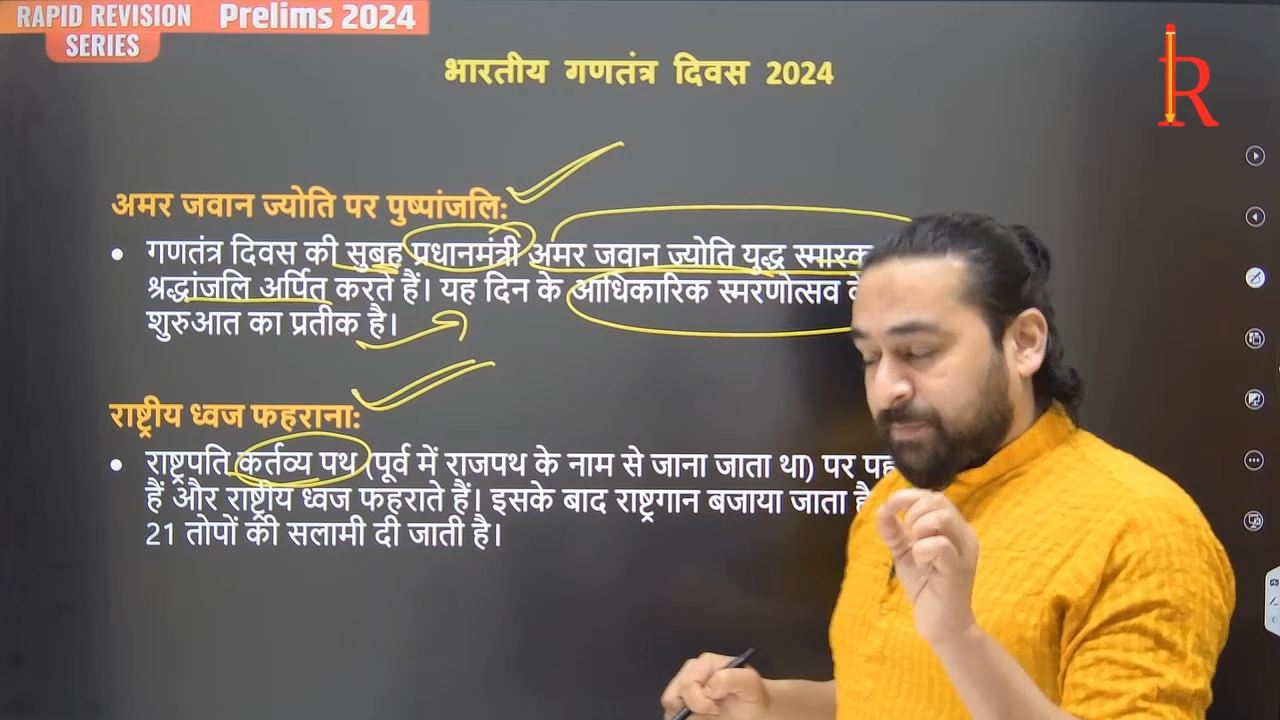 RAPID REVISION
SERIES
Prelims 2024
भारतीय गणतंत्र दिवस 2024
अमर जवान ज्योति पर पुष्पांजलि:
• गणतंत्र दिवस की सुबह प्रधानमंत्री अमर जवान ज्योति युद्ध स्मारक
श्रद्धांजलि अर्पित करते हैं। यह दिन के आधिकारिक स्मरणोत्सव
शुरुआत का प्रतीक है।
राष्ट्रीय ध्वज फहराना:
• राष्ट्रपति कर्तव्य पथ (पूर्व में राजपथ के नाम से जाना जाता था) पर
हैं और राष्ट्रीय ध्वज फहराते हैं। इसके बाद राष्ट्रगान बजाया जाता
21 तोपों की सलामी दी जाती है।
R